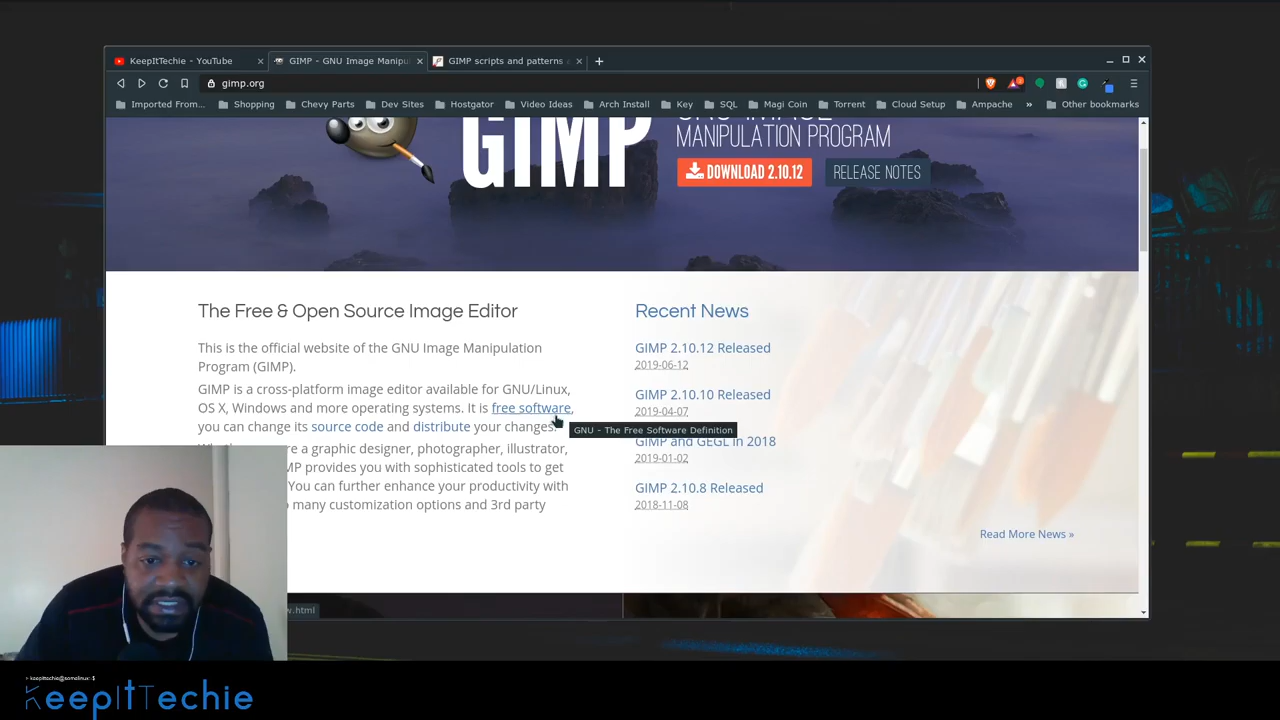 KeepItTechie - YouTube
GIMP - GNU Image Manipul
GIMP scripts and patterns
gimp.org
Imported From...
Shopping
Chevy Parts
Dev Sites
Hostgator
Video Ideas
Arch Install
Key
SQL
Magi Coin
Torrent
Cloud Setup
Ampache
»
Other bookmarks
GIMP
MANIPULATION PROGRAM
DOWNLOAD 2.10.12
RELEASE NOTES
The Free & Open Source Image Editor
This is the official website of the GNU Image Manipulation
Program (GIMP).
GIMP is a cross-platform image editor available for GNU/Linux,
OS X, Windows and more operating systems. It is free software,
you can change its source code and distribute your changes.
GNU - The Free Software Definition
a graphic designer, photographer, illustrator,
provides you with sophisticated tools to get
You can further enhance your productivity with
many customization options and 3rd party
Recent News
GIMP 2.10.12 Released
2019-06-12
GIMP 2.10.10 Released
2019-04-07
GIMP and GEGL in 2018
2019-01-02
GIMP 2.10.8 Released
2018-11-08
Read More News »
w.html
> keepittechie@somelinux:-$
KeepItTechie